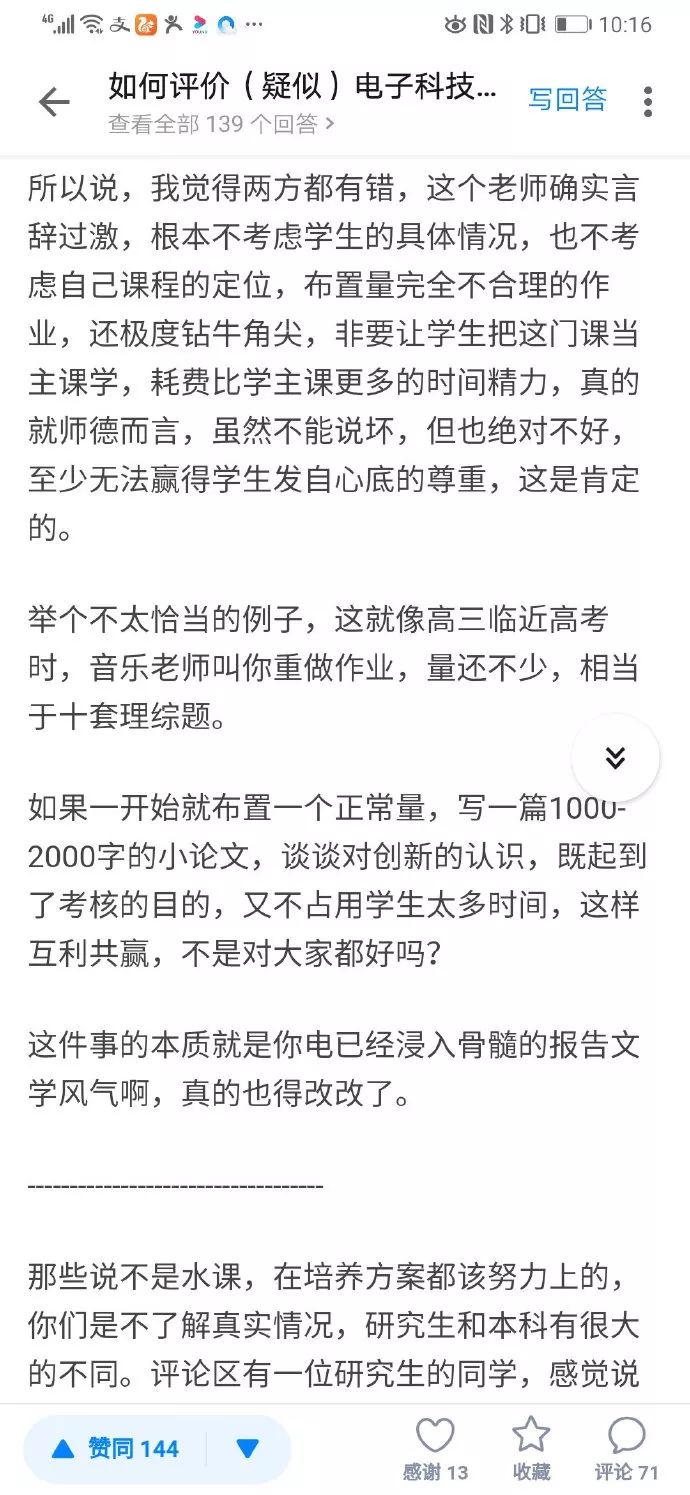 4G 10:16
如何评价（疑似）电子科技... 写回答
查看全部 139 个回答 >
所以说，我觉得两方都有错，这个老师确实言
辞过激，根本不考虑学生的具体情况，也不考
虑自己课程的定位，布置量完全不合理的作
业，还极度钻牛角尖，非要让学生把这门课当
主课学，耗费比学主课更多的时间精力，真的
就师德而言，虽然不能说坏，但也绝对不好，
至少无法赢得学生发自心底的尊重，这是肯定
的。
举个不太恰当的例子，这就像高三临近高考
时，音乐老师叫你重做作业，量还不少，相当
于十套理综题。
如果一开始就布置一个正常量，写一篇1000-
2000字的小论文，谈谈对创新的认识，既起到
了考核的目的，又不占用学生太多时间，这样
互利共赢，不是对大家都好吗？
这件事的本质就是你电已经浸入骨髓的报告文
学风气啊，真的也得改改了。
-----------------------------------
那些说不是水课，在培养方案都该努力上的，
你们是不了解真实情况，研究生和本科有很大
的不同。评论区有一位研究生的同学，感觉说
赞同 144
感谢 13 收藏 评论 71